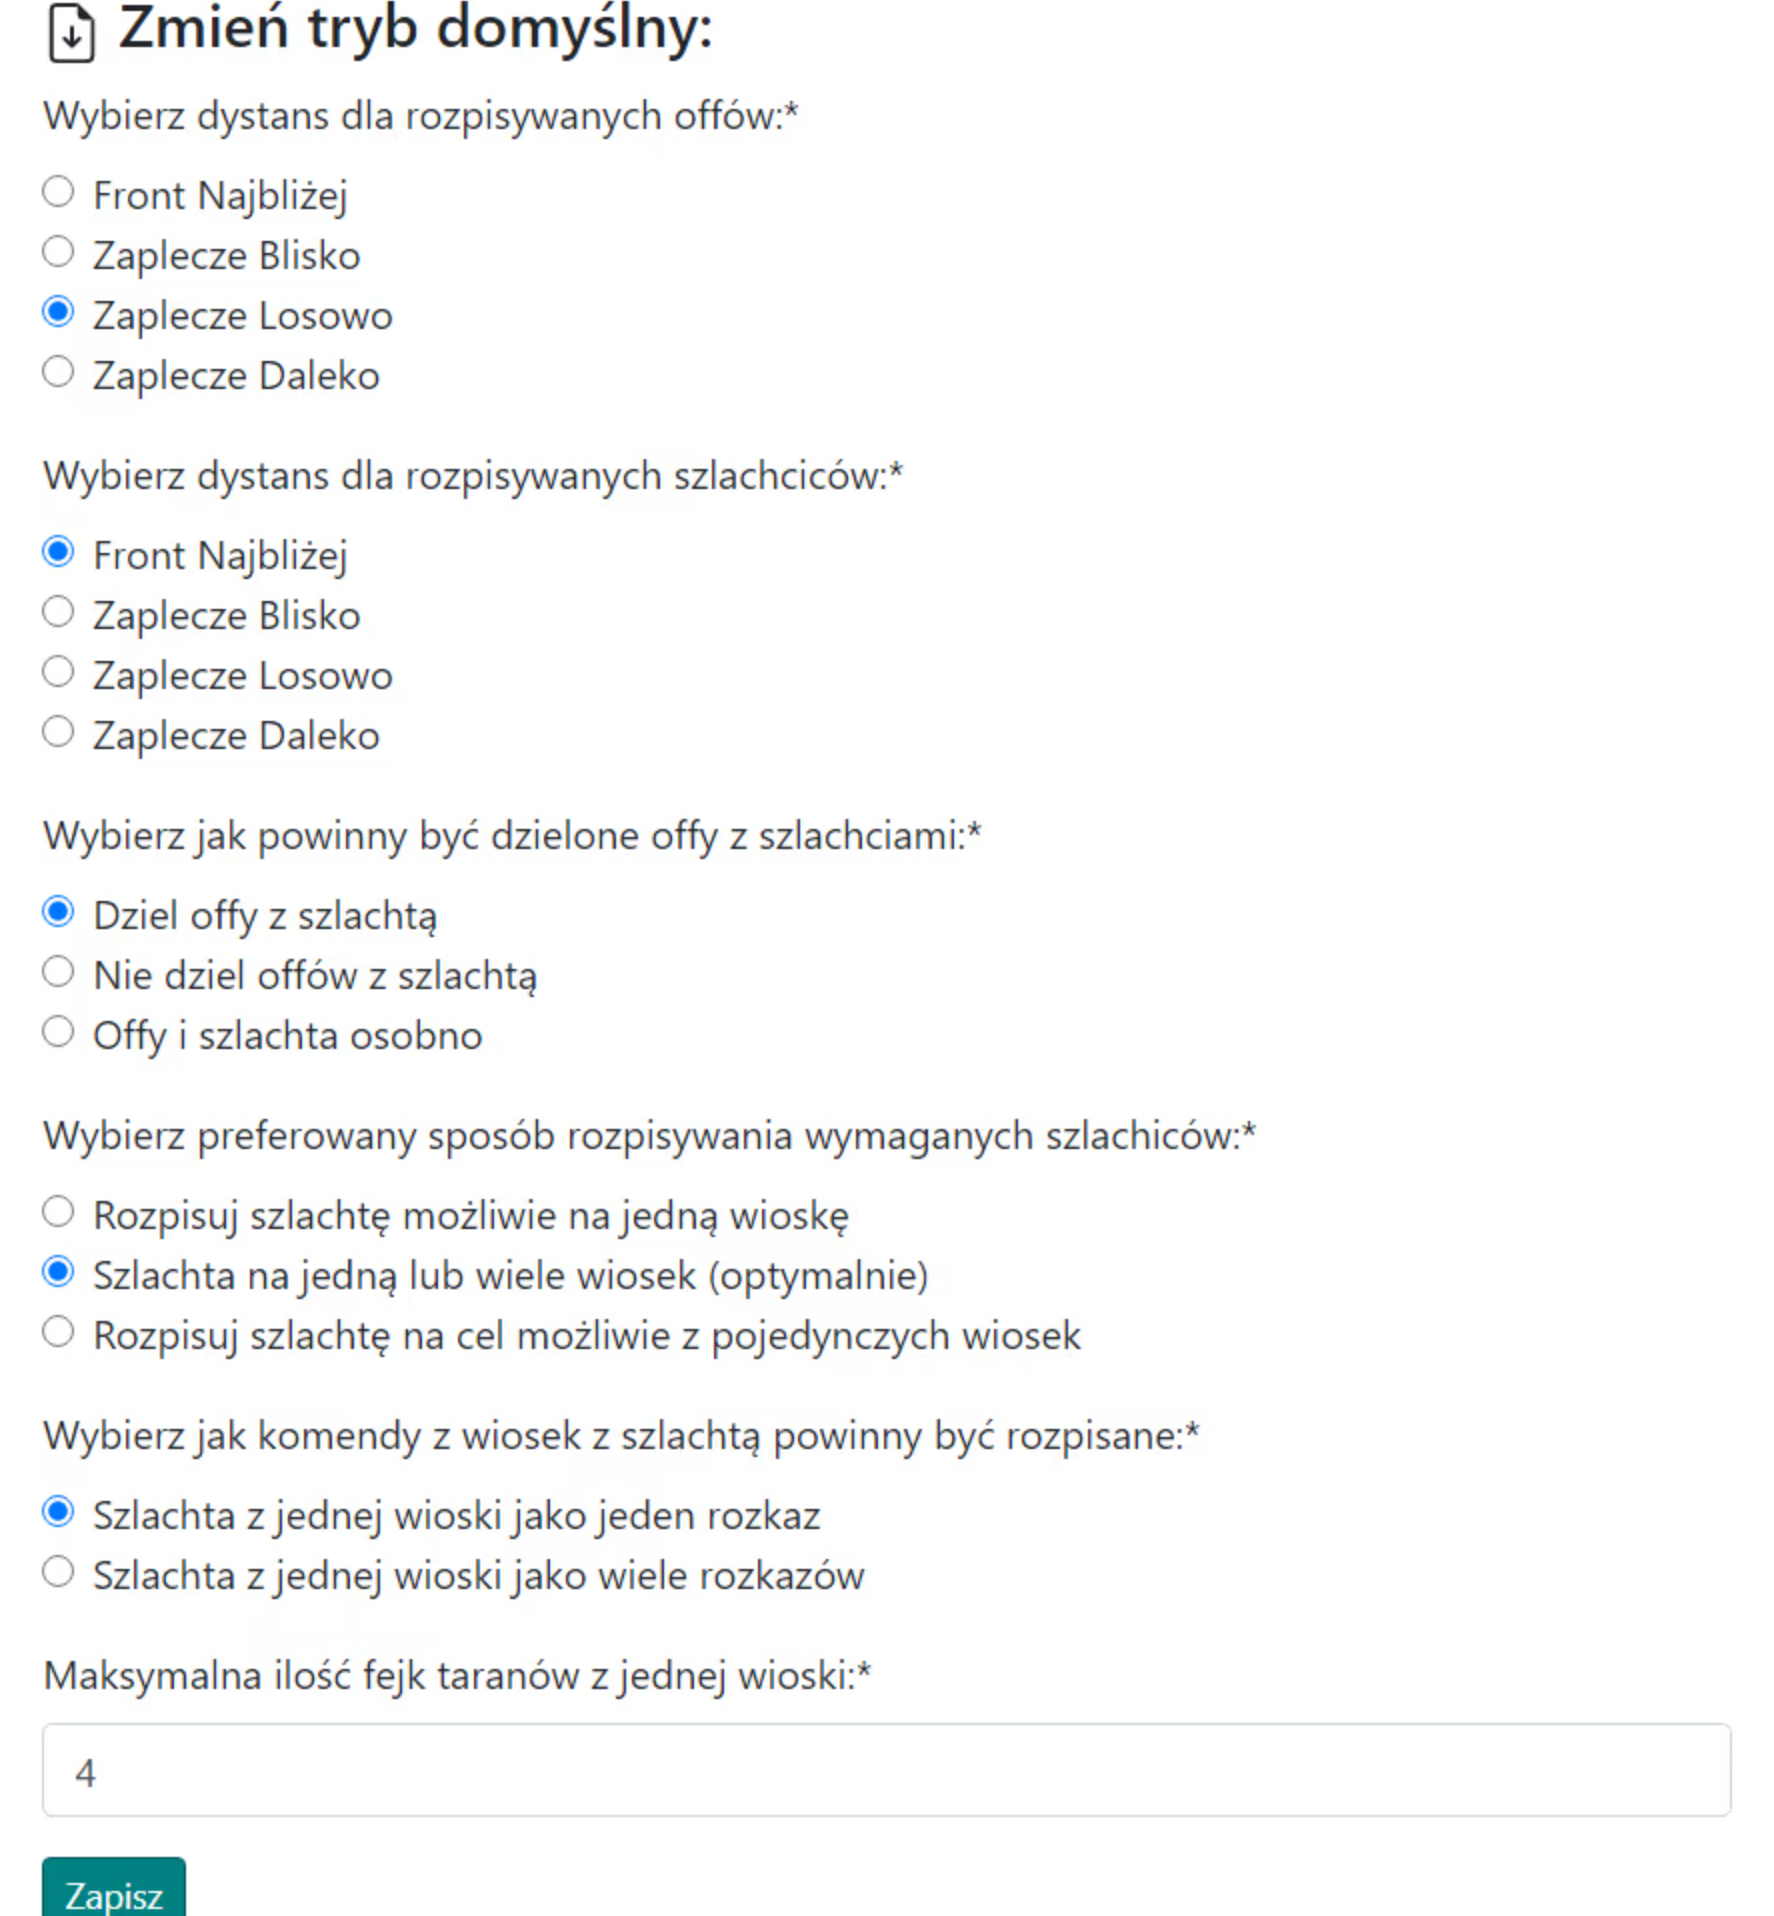 Zmień tryb domyślny:
Wybierz dystans dla rozpisywanych offów:*
Front Najbliżej
Zaplecze Blisko
Zaplecze Losowo
Zaplecze Daleko
Wybierz dystans dla rozpisywanych szlachciców:*
Front Najbliżej
Zaplecze Blisko
Zaplecze Losowo
Zaplecze Daleko
Wybierz jak powinny być dzielone offy z szlachciami:*
Dziel offy z szlachtą
Nie dziel offów z szlachtą
Offy i szlachta osobno
Wybierz preferowany sposób rozpisywania wymaganych szlachiców:*
Rozpisuj szlachtę możliwie na jedną wioskę
Szlachta na jedną lub wiele wiosek (optymalnie)
Rozpisuj szlachtę na cel możliwie z pojedynczych wiosek
Wybierz jak komendy z wiosek z szlachtą powinny być rozpisane:*
Szlachta z jednej wioski jako jeden rozkaz
Szlachta z jednej wioski jako wiele rozkazów
Maksymalna ilość fejk taranów z jednej wioski:*
4
Zapisz